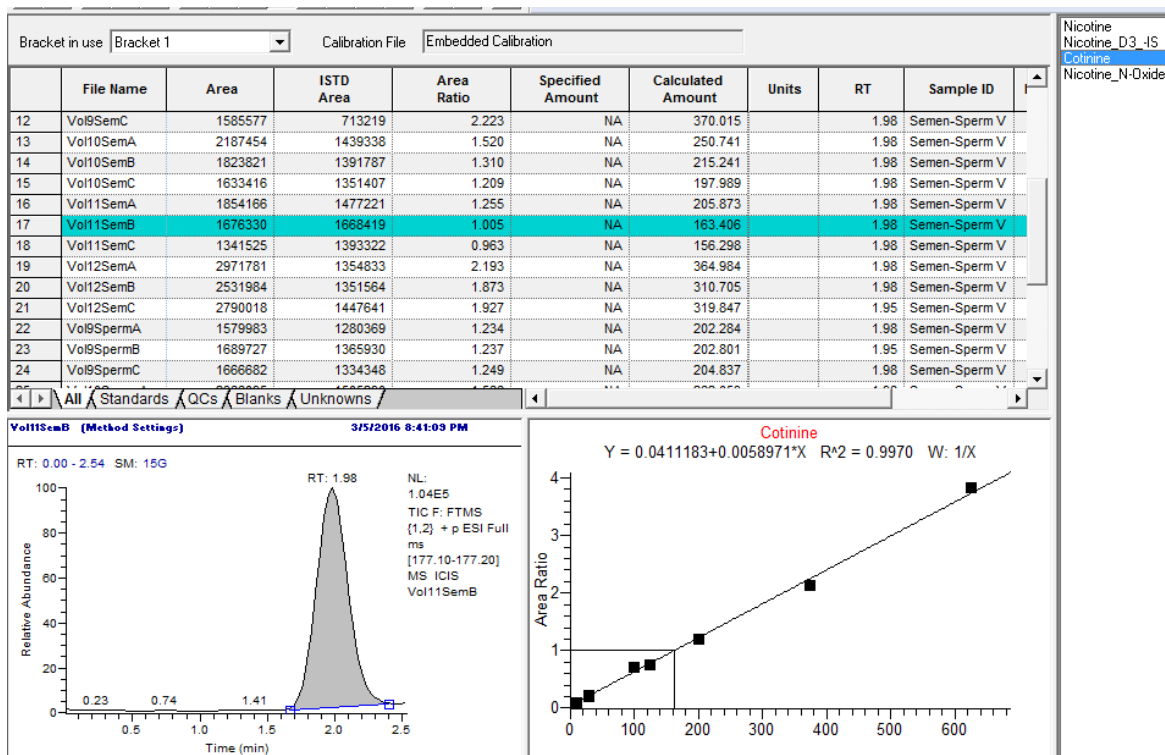 Bracket in use Bracket 1 Calibration File Embedded Calibration
File Name Area ISTD Area Area Ratio Specified Amount Calculated Amount Units RT Sample ID
12 Vol9SemC 1585577 713219 2.223 NA 370.015 1.98 Semen-Sperm V
13 Vol10SemA 2187454 1439338 1.520 NA 250.741 1.98 Semen-Sperm V
14 Vol10SemB 1823821 1391787 1.310 NA 215.241 1.98 Semen-Sperm V
15 Vol10SemC 1633416 1351407 1.209 NA 197.989 1.98 Semen-Sperm V
16 Vol11SemA 1854166 1477221 1.255 NA 205.873 1.98 Semen-Sperm V
17 Vol11SemB 1676330 1668419 1.005 NA 163.406 1.98 Semen-Sperm V
18 Vol11SemC 1341525 1393322 0.963 NA 156.298 1.98 Semen-Sperm V
19 Vol12SemA 2971781 1354833 2.193 NA 364.984 1.98 Semen-Sperm V
20 Vol12SemB 2531984 1351564 1.873 NA 310.705 1.98 Semen-Sperm V
21 Vol12SemC 2790018 1447641 1.927 NA 319.847 1.95 Semen-Sperm V
22 Vol9SpermA 1579983 1280369 1.234 NA 202.284 1.98 Semen-Sperm V
23 Vol9SpermB 1689727 1365930 1.237 NA 202.801 1.95 Semen-Sperm V
24 Vol9SpermC 1666682 1334348 1.249 NA 204.837 1.98 Semen-Sperm V
All Standards QCs Blanks Unknowns
Nicotine
Nicotine_D3_-IS
Cotinine
Nicotine_N-Oxide
Vol11SemB (Method Settings) 3/5/2016 8:41:09 PM
RT: 0.00 - 2.54 SM: 15G
RT: 1.98
NL:
1.04E5
TIC F: FTMS
{1,2} + p ESI Full
ms
[177.10-177.20]
MS ICIS
Vol11SemB
Relative Abundance
100
80
60
40
20
0
0.23 0.74 1.41
0.5 1.0 1.5 2.0 2.5
Time (min)
Cotinine
Y = 0.0411183+0.0058971*X R^2 = 0.9970 W: 1/X
Area Ratio
4
3
2
1
0
0 100 200 300 400 500 600